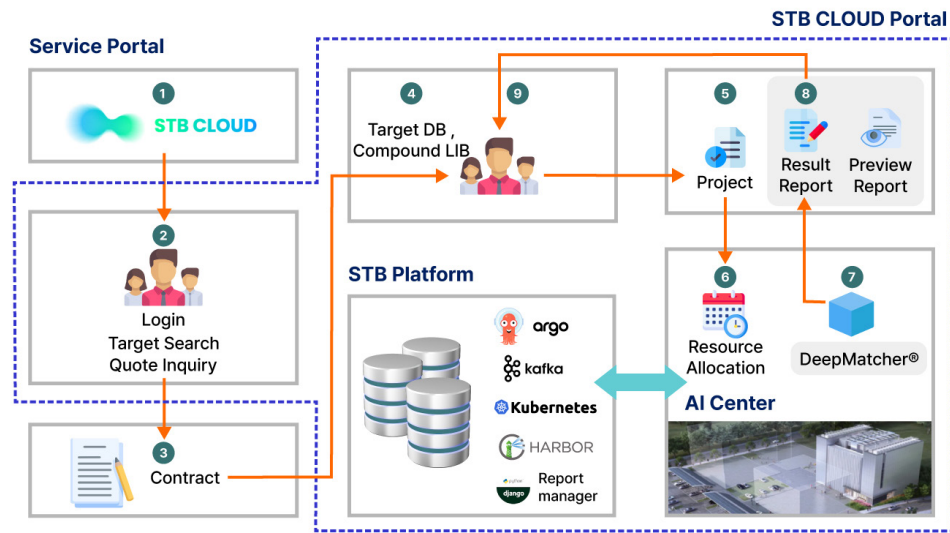 STB CLOUD Portal
Service Portal
1
STB CLOUD
2
Login
Target Search
Quote Inquiry
3
Contract
4
9
Target DB ,
Compound LIB
5
Project
8
Result
Report
Preview
Report
6
Resource
Allocation
7
DeepMatcher®
AI Center
STB Platform
argo
kafka
Kubernetes
HARBOR
django
Report
manager